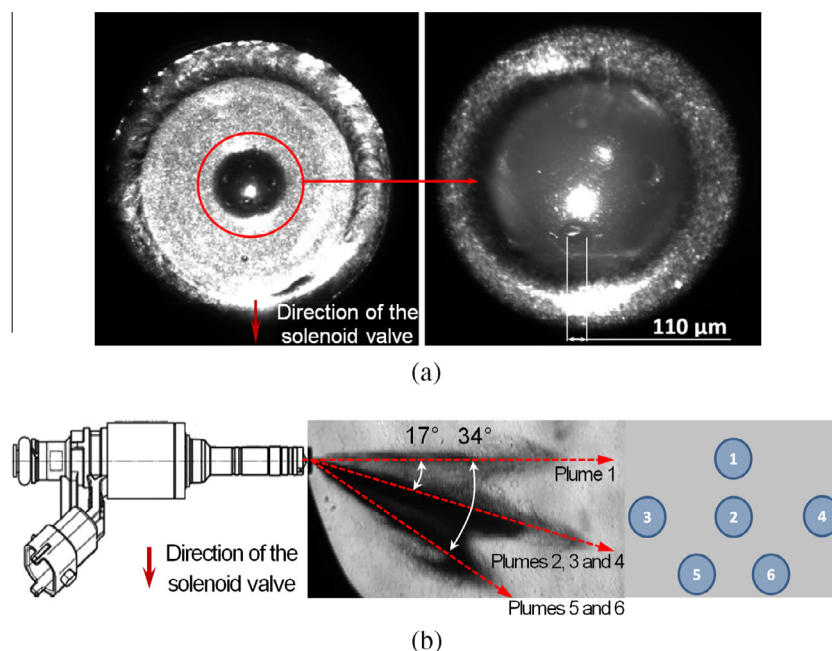 Direction of the
solenoid valve
110 µm
(a)
17° 34°
Plume 1
1
3 2 4
Direction of the
solenoid valve
Plumes 2, 3 and 4
5 6
Plumes 5 and 6
(b)